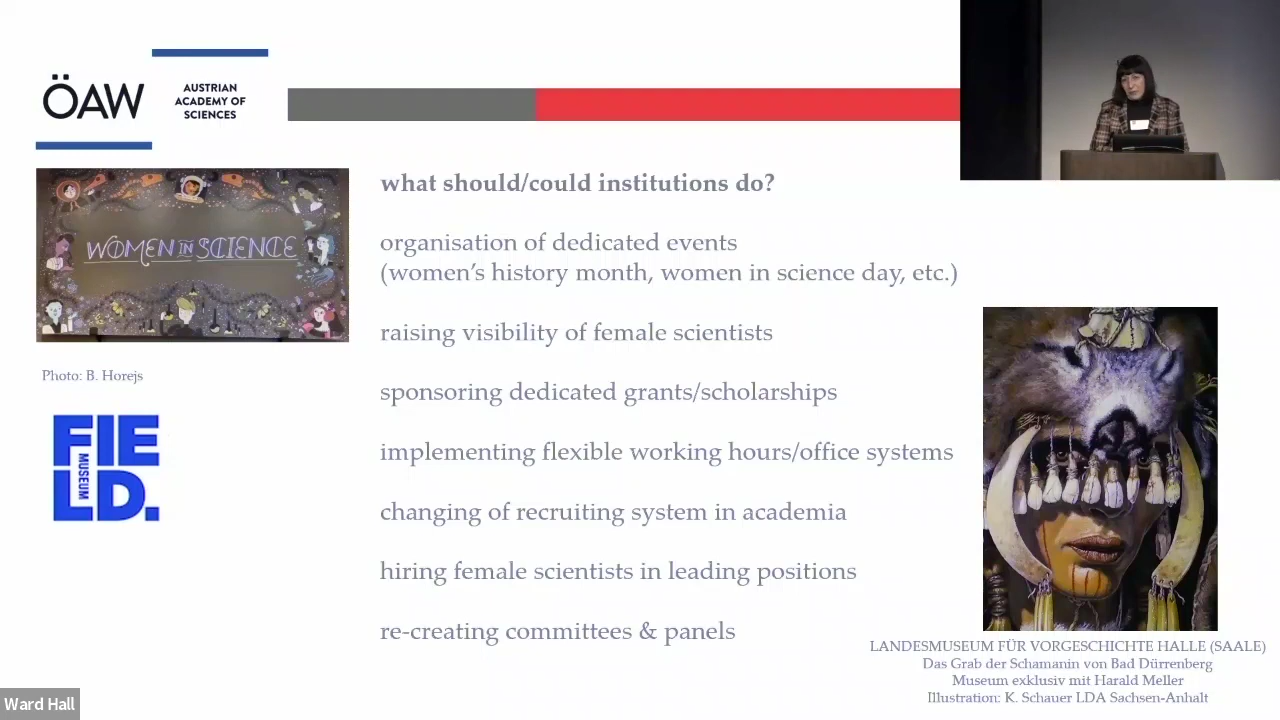 ÖAW
AUSTRIAN
ACADEMY OF
SCIENCES
WOMEN IN SCIENCE
Photo: B. Horejs
FIE
LD.
MUSEUM
what should/could institutions do?
organisation of dedicated events
(women’s history month, women in science day, etc.)
raising visibility of female scientists
sponsoring dedicated grants/scholarships
implementing flexible working hours/office systems
changing of recruiting system in academia
hiring female scientists in leading positions
re-creating committees & panels
LANDESMUSEUM FÜR VORGESCHICHTE HALLE (SAALE)
Das Grab der Schamanin von Bad Dürrenberg
Museum exklusiv mit Harald Meller
Illustration: K. Schauer LDA Sachsen-Anhalt
Ward Hall